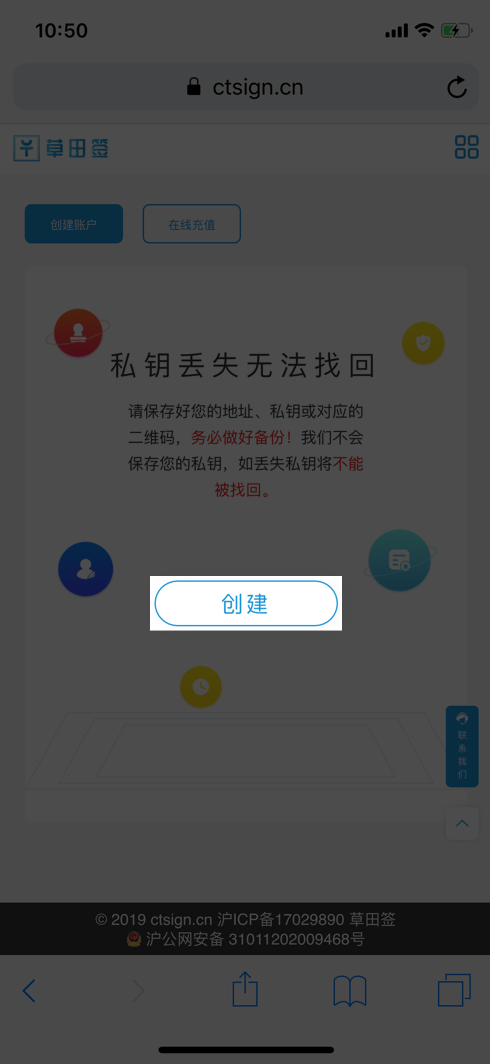 10:50
ctsign.cn
草田签
创建账户
在线充值
私钥丢失无法找回
请保存好您的地址、私钥或对应的
二维码，务必做好备份！我们不会
保存您的私钥，如丢失私钥将不能
被找回。
创建
联系我们
© 2019 ctsign.cn 沪ICP备17029890 草田签
沪公网安备 31011202009468号